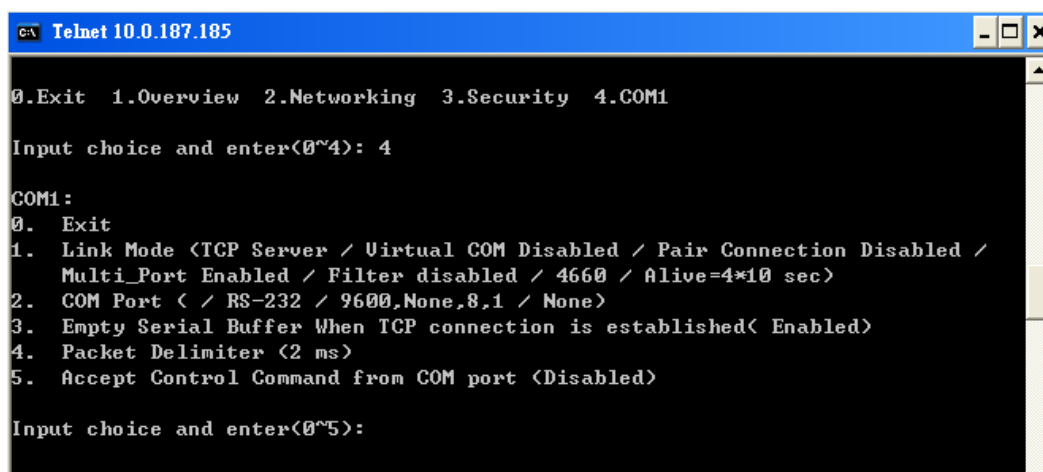 Telnet 10.0.187.185
0.Exit  1.Overview  2.Networking  3.Security  4.COM1
Input choice and enter(0~4): 4
COM1:
0.  Exit
1.  Link Mode (TCP Server / Virtual COM Disabled / Pair Connection Disabled /
Multi_Port Enabled / Filter disabled / 4660 / Alive=4*10 sec)
2.  COM Port ( / RS-232 / 9600,None,8,1 / None)
3.  Empty Serial Buffer When TCP connection is established( Enabled)
4.  Packet Delimiter (2 ms)
5.  Accept Control Command from COM port (Disabled)
Input choice and enter(0~5):